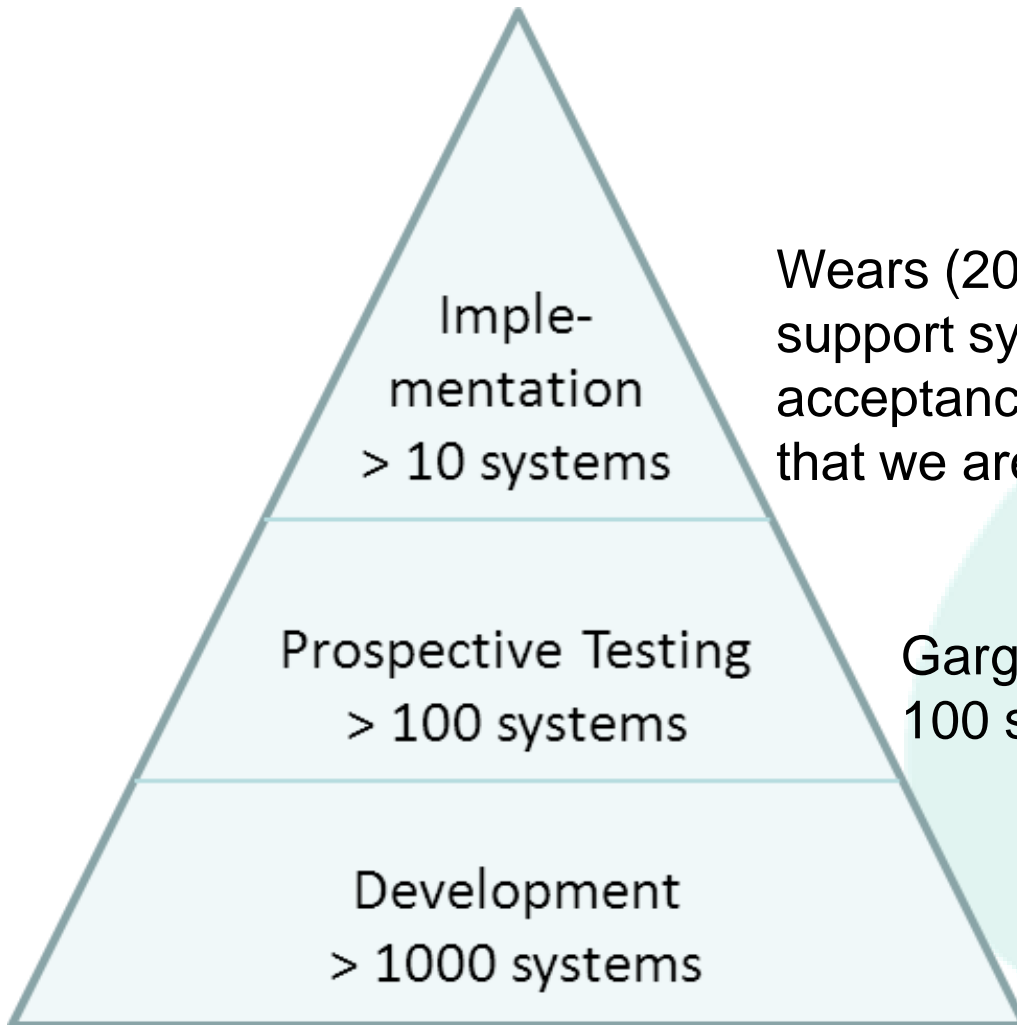 Imple-
mentation
> 10 systems
Prospective Testing
> 100 systems
Development
> 1000 systems
Wears (20
support sy
acceptanc
that we are
Garg
100 s